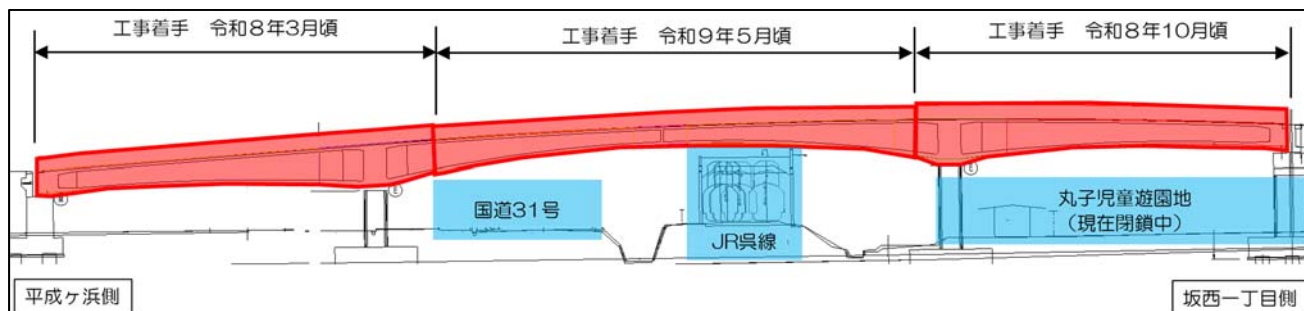 工事着手 令和8年3月頃
工事着手 令和9年5月頃
工事着手 令和8年10月頃
国道31号
JR呉線
丸子児童遊園地
(現在閉鎖中)
平成ヶ浜側
坂西一丁目側